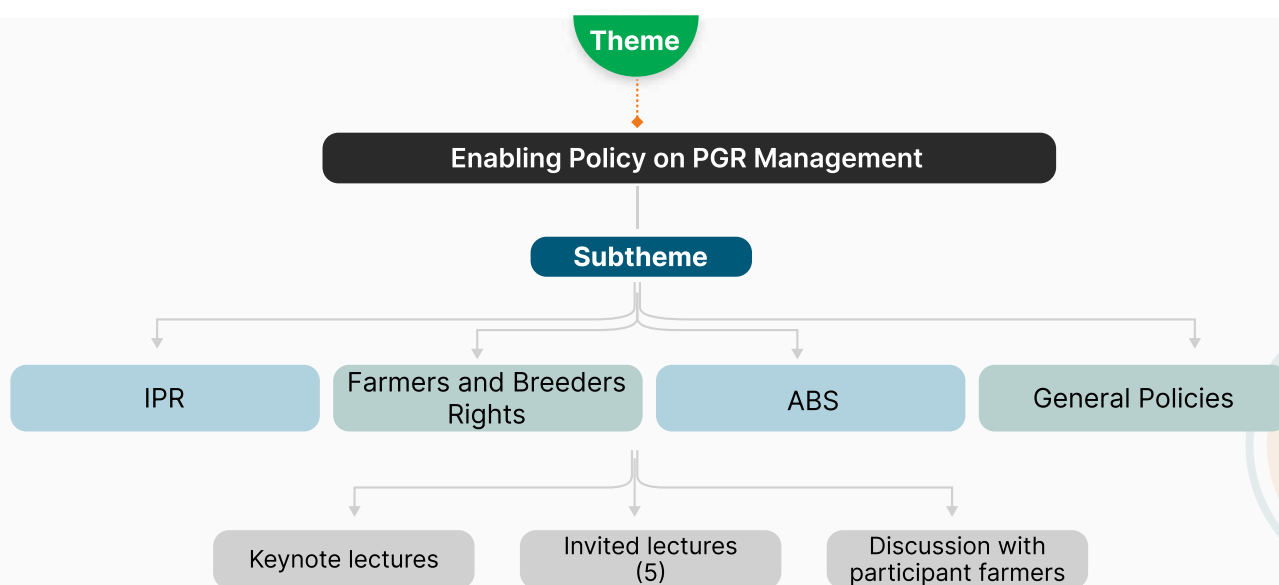 Theme
Enabling Policy on PGR Management
Subtheme
IPR
Farmers and Breeders
Rights
ABS
General Policies
Keynote lectures
Invited lectures
(5)
Discussion with
participant farmers